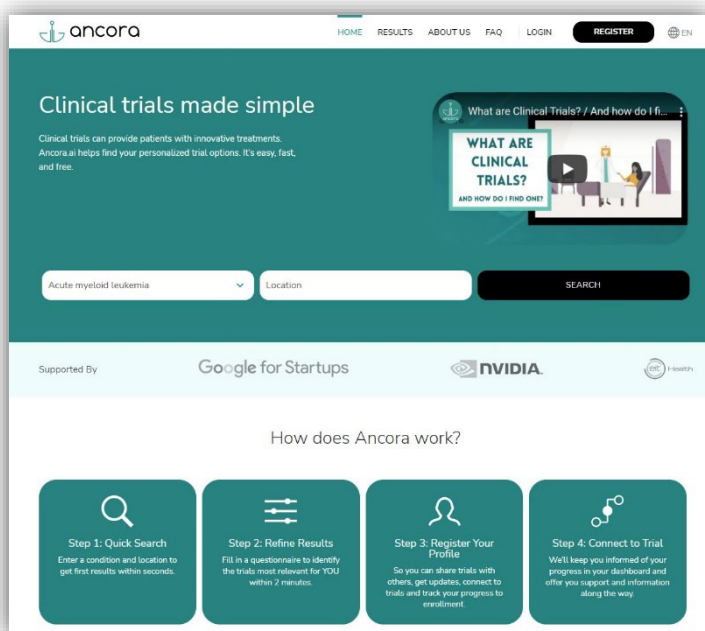 ancora
HOME RESULTS ABOUT US FAQ LOGIN REGISTER EN
Clinical trials made simple
Clinical trials can provide patients with innovative treatments.
Ancora.ai helps find your personalized trial options. It's easy, fast,
and free.
What are Clinical Trials? / And how do I fi...
WHAT ARE
CLINICAL
TRIALS?
AND HOW DO I FIND ONE?
Acute myeloid leukemia
Location
SEARCH
Supported By
Google for Startups
NVIDIA.
eit Health
How does Ancora work?
Step 1: Quick Search
Enter a condition and location to
get first results within seconds.
Step 2: Refine Results
Fill in a questionnaire to identify
the trials most relevant for YOU
within 2 minutes.
Step 3: Register Your
Profile
So you can share trials with
others, get updates, connect to
trials and track your progress to
enrollment.
Step 4: Connect to Trial
We'll keep you informed of your
progress in your dashboard and
offer you support and information
along the way.